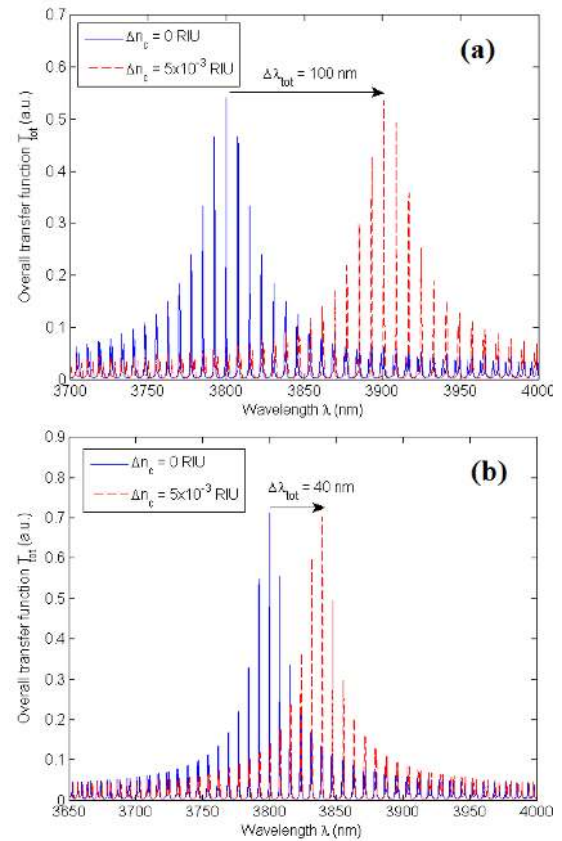 (a)
Δn_c = 0 RIU
Δn_c = 5x10^-3 RIU
Δλ_tot = 100 nm
Overall transfer function T_tot (a.u.)
0.7
0.6
0.5
0.4
0.3
0.2
0.1
0
3700 3750 3800 3850 3900 3950 4000
Wavelength λ (nm)
(b)
Δn_c = 0 RIU
Δn_c = 5x10^-3 RIU
Δλ_tot = 40 nm
Overall transfer function T_tot (a.u.)
0.9
0.8
0.7
0.6
0.5
0.4
0.3
0.2
0.1
0
3650 3700 3750 3800 3850 3900 3950 4000
Wavelength λ (nm)